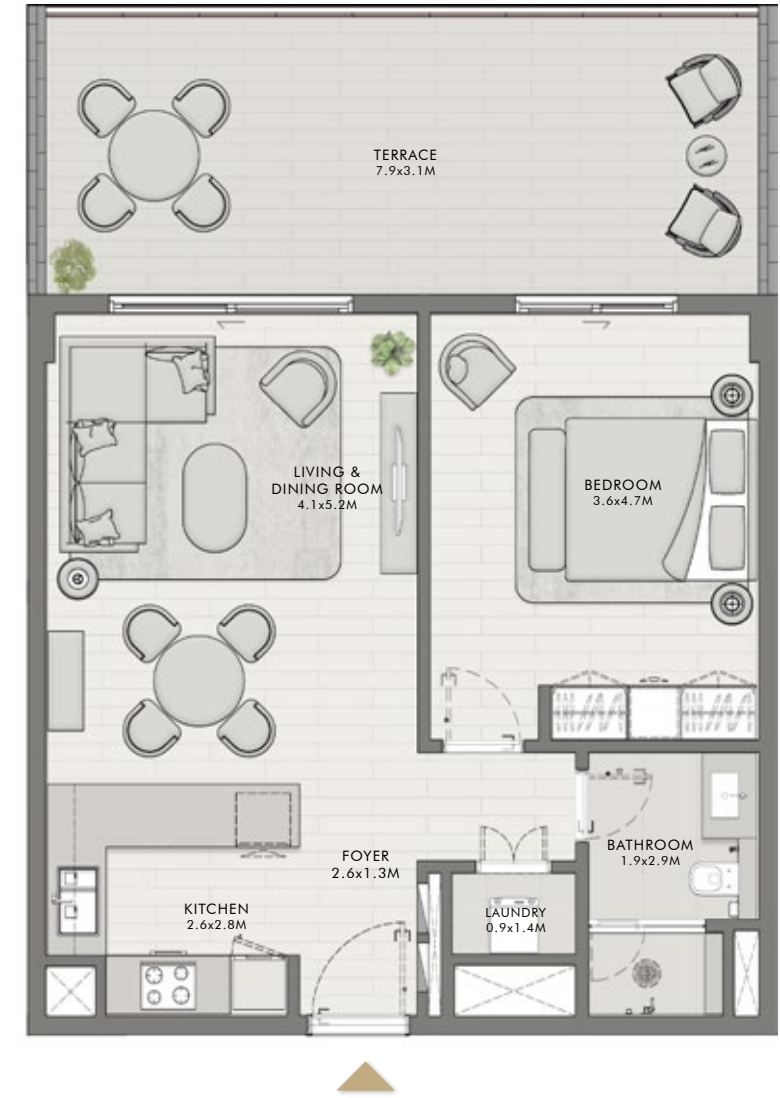 TERRACE
7.9x3.1M
LIVING &
DINING ROOM
4.1x5.2M
BEDROOM
3.6x4.7M
FOYER
2.6x1.3M
BATHROOM
1.9x2.9M
KITCHEN
2.6x2.8M
LAUNDRY
0.9x1.4M